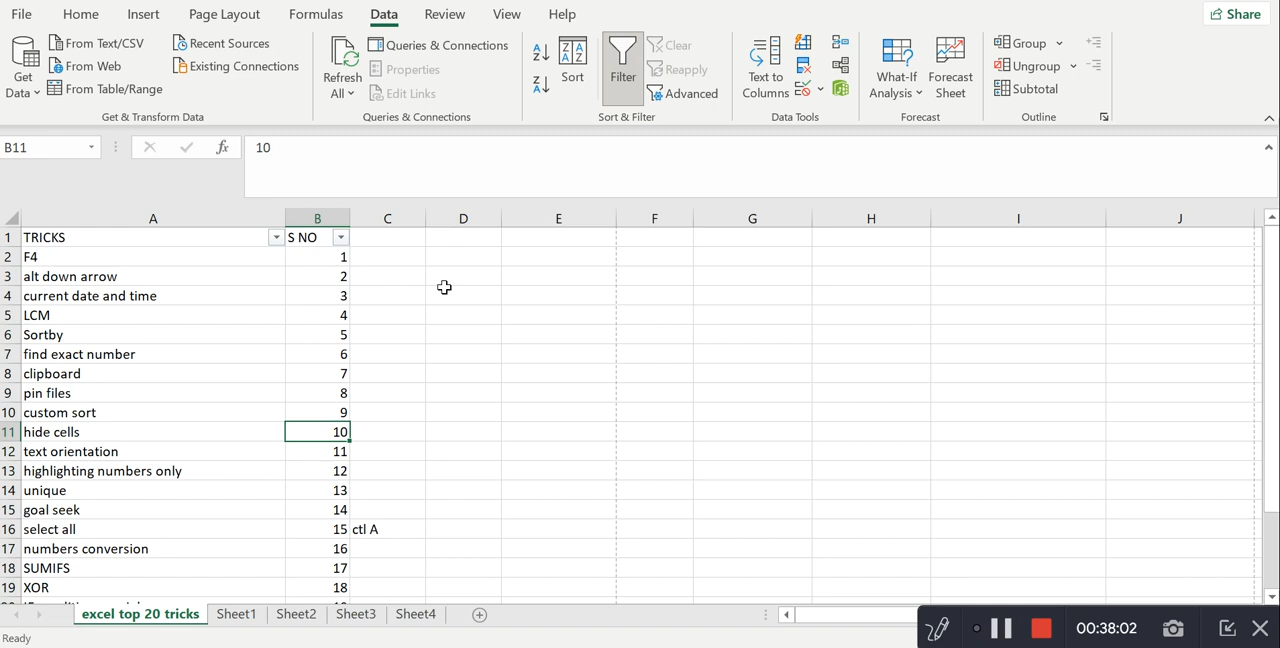 File Home Insert Page Layout Formulas Data Review View Help Share
Get Data
From Text/CSV
From Web
From Table/Range
Recent Sources
Existing Connections
Get & Transform Data
Refresh All
Queries & Connections
Properties
Edit Links
Queries & Connections
Sort
Filter
Clear
Reapply
Advanced
Sort & Filter
Text to Columns
Data Tools
What-If Analysis
Forecast Sheet
Forecast
Group
Ungroup
Subtotal
Outline
B11 fx 10
A B C D E F G H I J
1 TRICKS S NO
2 F4 1
3 alt down arrow 2
4 current date and time 3
5 LCM 4
6 Sortby 5
7 find exact number 6
8 clipboard 7
9 pin files 8
10 custom sort 9
11 hide cells 10
12 text orientation 11
13 highlighting numbers only 12
14 unique 13
15 goal seek 14
16 select all 15 ctl A
17 numbers conversion 16
18 SUMIFS 17
19 XOR 18
excel top 20 tricks Sheet1 Sheet2 Sheet3 Sheet4
Ready
00:38:02